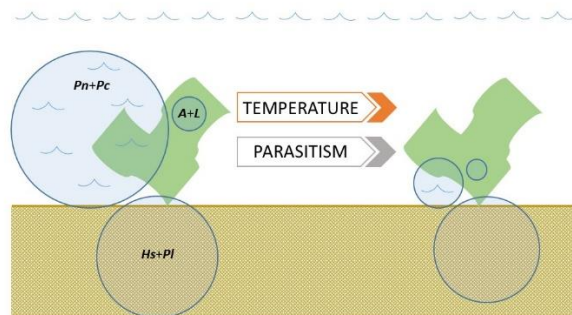 Pn+Pc
A+L
TEMPERATURE
PARASITISM
Hs+Pl